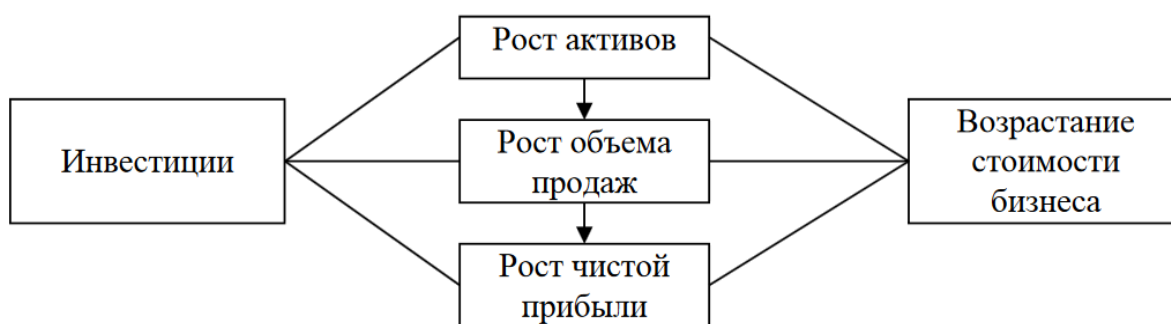 Рост активов
Инвестиции
Рост объема
продаж
Возрастание
стоимости
бизнеса
Рост чистой
прибыли